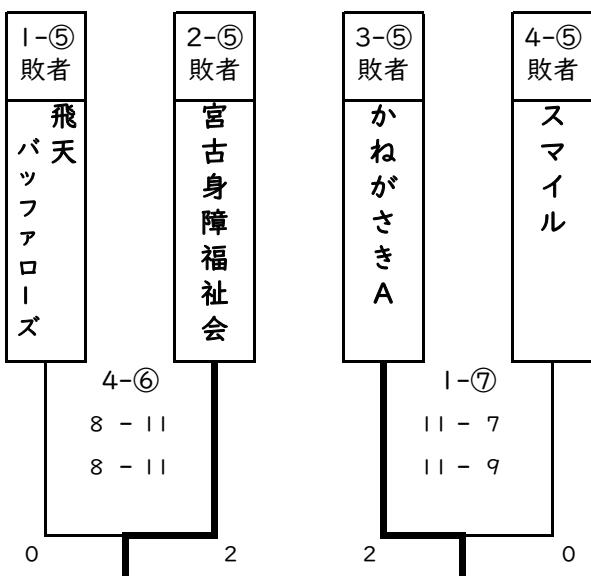 1-⑤
敗者
2-⑤
敗者
3-⑤
敗者
4-⑤
敗者
飛天
バッファローズ
宮古身障福祉会
かねがさきA
スマイル
4-⑥
8 - 11
8 - 11
1-⑦
11 - 7
11 - 9
0
2
2
0